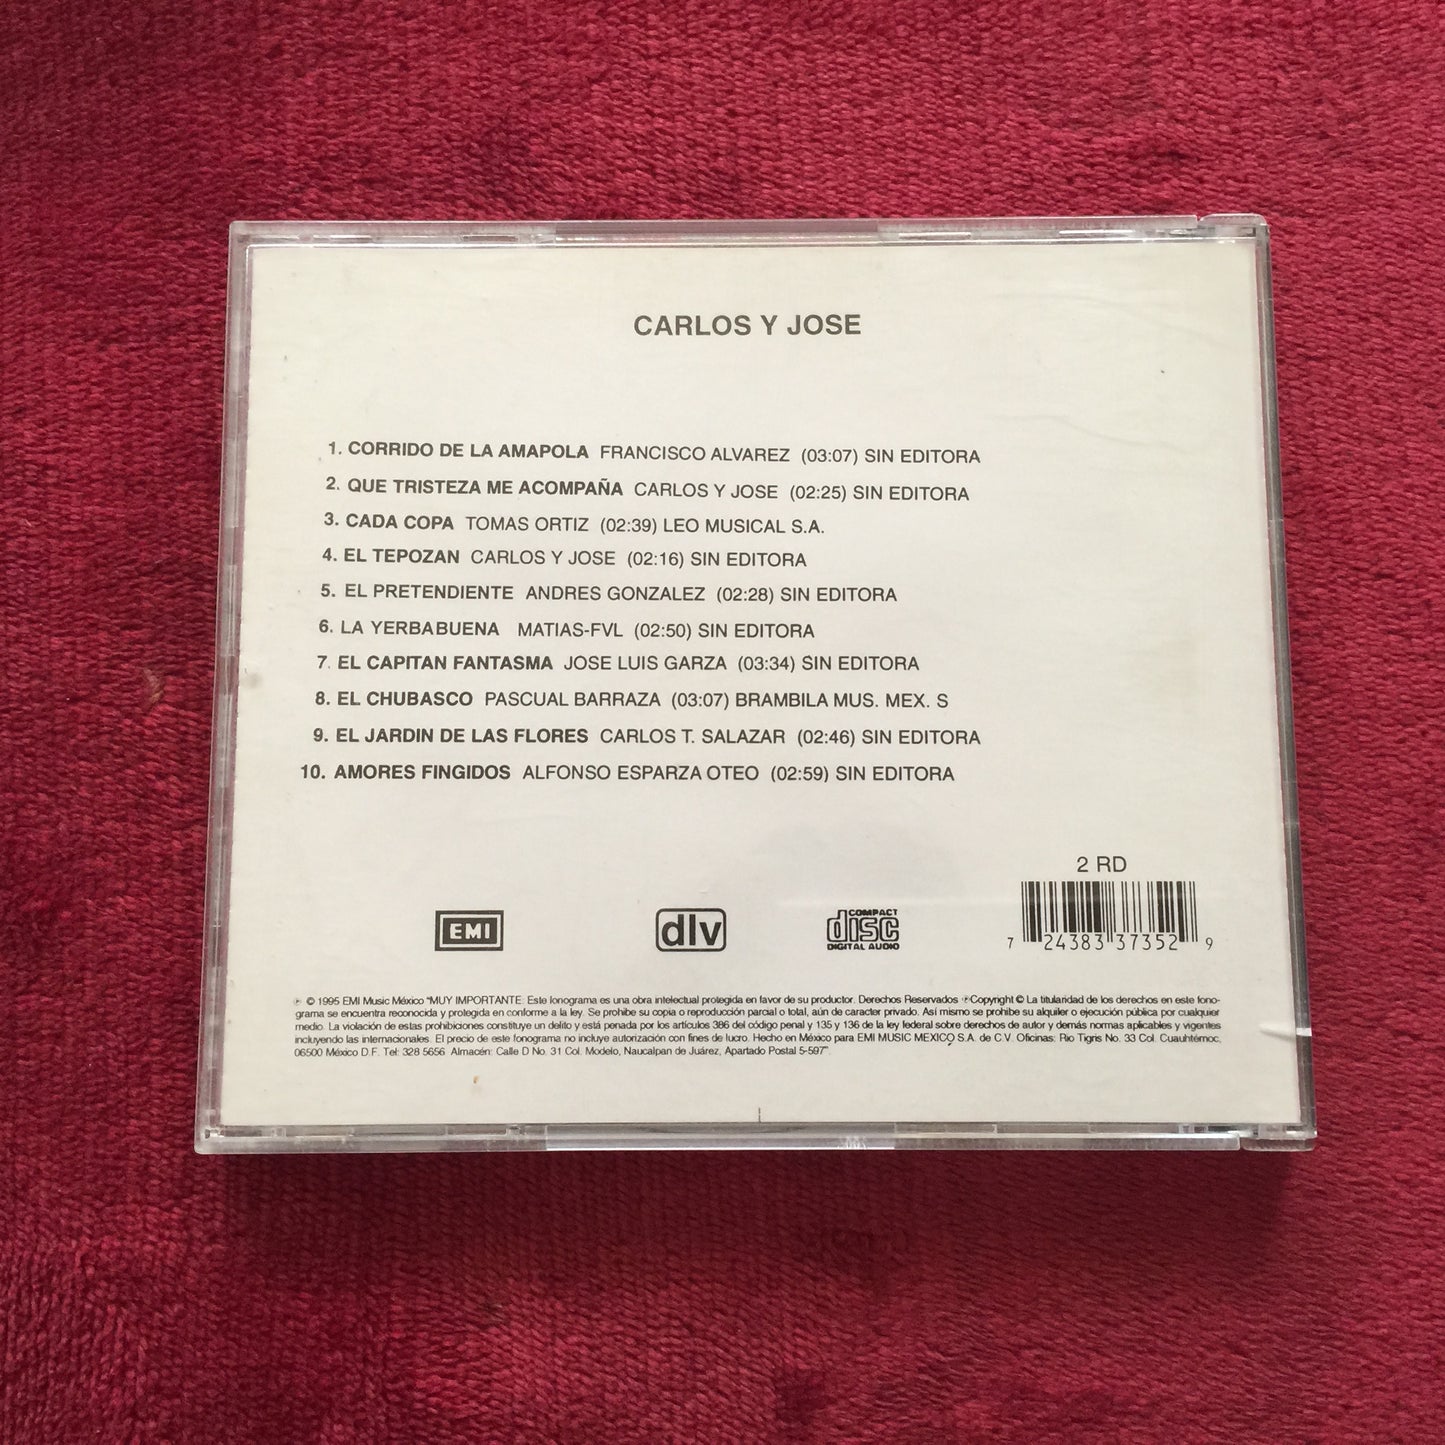 CARLOS Y JOSE
1. CORRIDO DE LA AMAPOLA FRANCISCO ALVAREZ (03:07) SIN EDITORA
2. QUE TRISTEZA ME ACOMPAÑA CARLOS Y JOSE (02:25) SIN EDITORA
3. CADA COPA TOMAS ORTIZ (02:39) LEO MUSICAL S.A.
4. EL TEPOZAN CARLOS Y JOSE (02:16) SIN EDITORA
5. EL PRETENDIENTE ANDRES GONZALEZ (02:28) SIN EDITORA
6. LA YERBABUENA MATIAS-FVL (02:50) SIN EDITORA
7. EL CAPITAN FANTASMA JOSE LUIS GARZA (03:34) SIN EDITORA
8. EL CHUBASCO PASCUAL BARRAZA (03:07) BRAMBILA MUS. MEX. S
9. EL JARDIN DE LAS FLORES CARLOS T. SALAZAR (02:46) SIN EDITORA
10. AMORES FINGIDOS ALFONSO ESPARZA OTEO (02:59) SIN EDITORA
2 RD
EMI
dlv
COMPACT
disc
DIGITAL AUDIO
7 24383 37352 9
℗ © 1995 EMI Music México "MUY IMPORTANTE: Este fonograma es una obra intelectual protegida en favor de su productor. Derechos Reservados ℗Copyright © La titularidad de los derechos en este fono-
grama se encuentra reconocida y protegida en conforme a la ley. Se prohibe su copia o reproducción parcial o total, aún de caracter privado. Así mismo se prohibe su alquiler o ejecución pública por cualquier
medio. La violación de estas prohibiciones constituye un delito y está penada por los artículos 386 del código penal y 135 y 136 de la ley federal sobre derechos de autor y demás normas aplicables y vigentes
incluyendo las internacionales. El precio de este fonograma no incluye autorización con fines de lucro. Hecho en México para EMI MUSIC MEXICO S.A. de C.V. Oficinas: Rio Tigris No. 33 Col. Cuauhtémoc,
06500 México D.F. Tel: 328 5656 Almacén: Calle D No. 31 Col. Modelo, Naucalpan de Juárez, Apartado Postal 5-597"